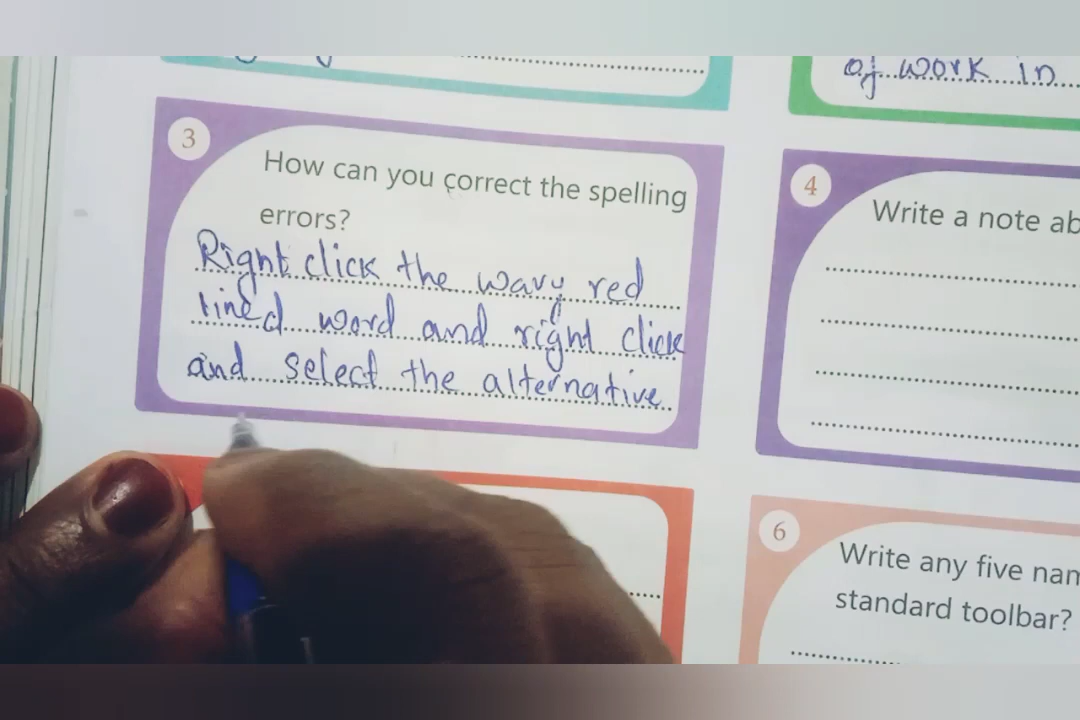 of work in
3
How can you correct the spelling
errors?
Right click the wavy red
lined word and right click
and select the alternative
4
Write a note ab
6
Write any five nam
standard toolbar?